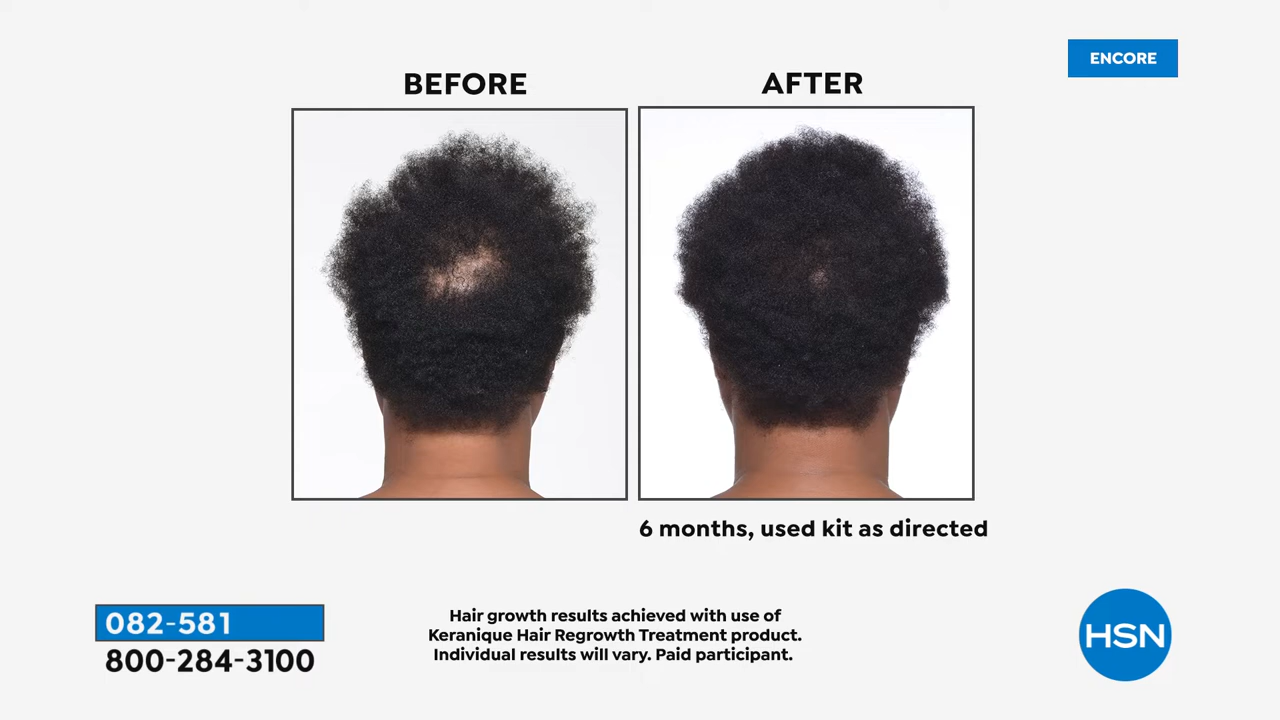 ENCORE
BEFORE
AFTER
6 months, used kit as directed
082-581
800-284-3100
Hair growth results achieved with use of
Keranique Hair Regrowth Treatment product.
Individual results will vary. Paid participant.
HSN